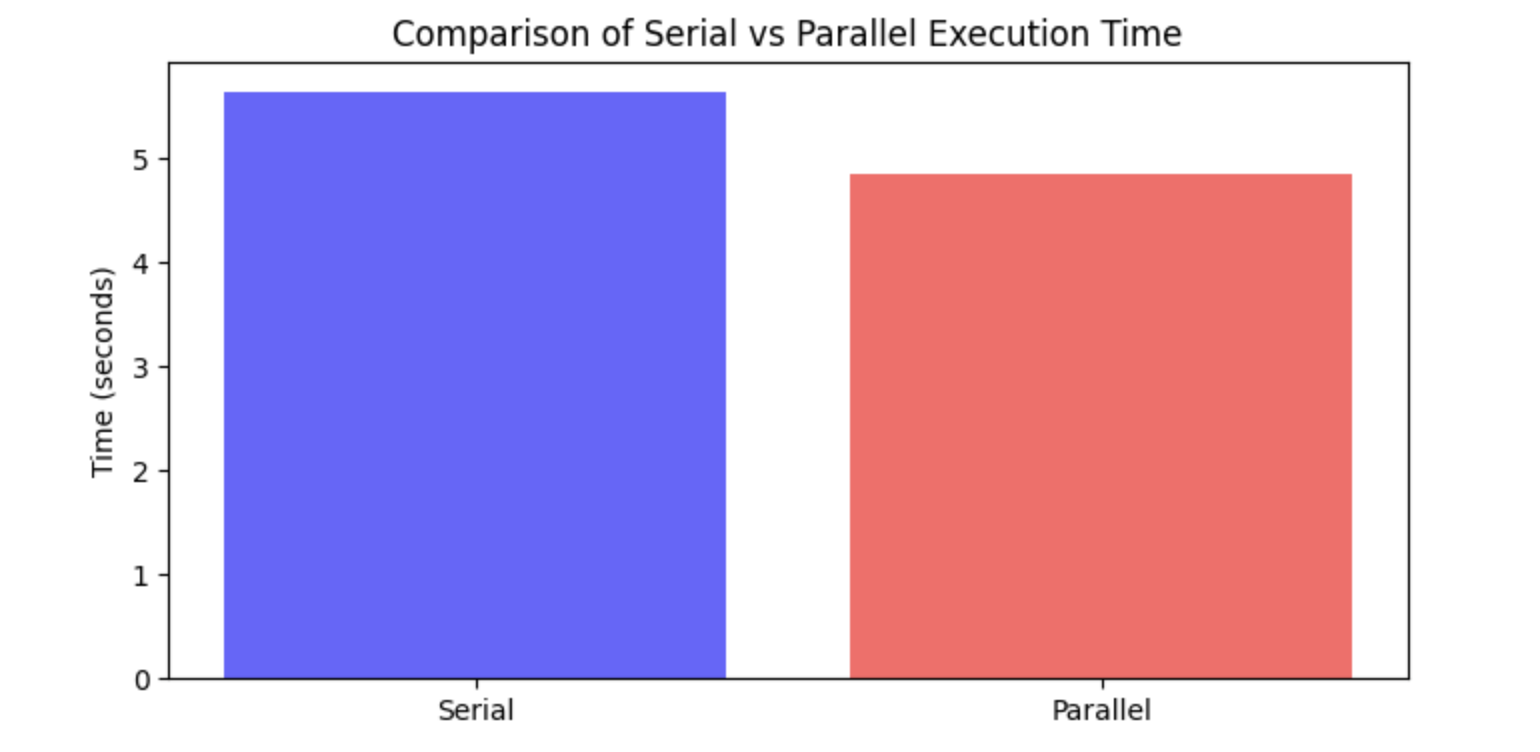 Comparison of Serial vs Parallel Execution Time
Time (seconds)
5
4
3
2
1
0
Serial
Parallel